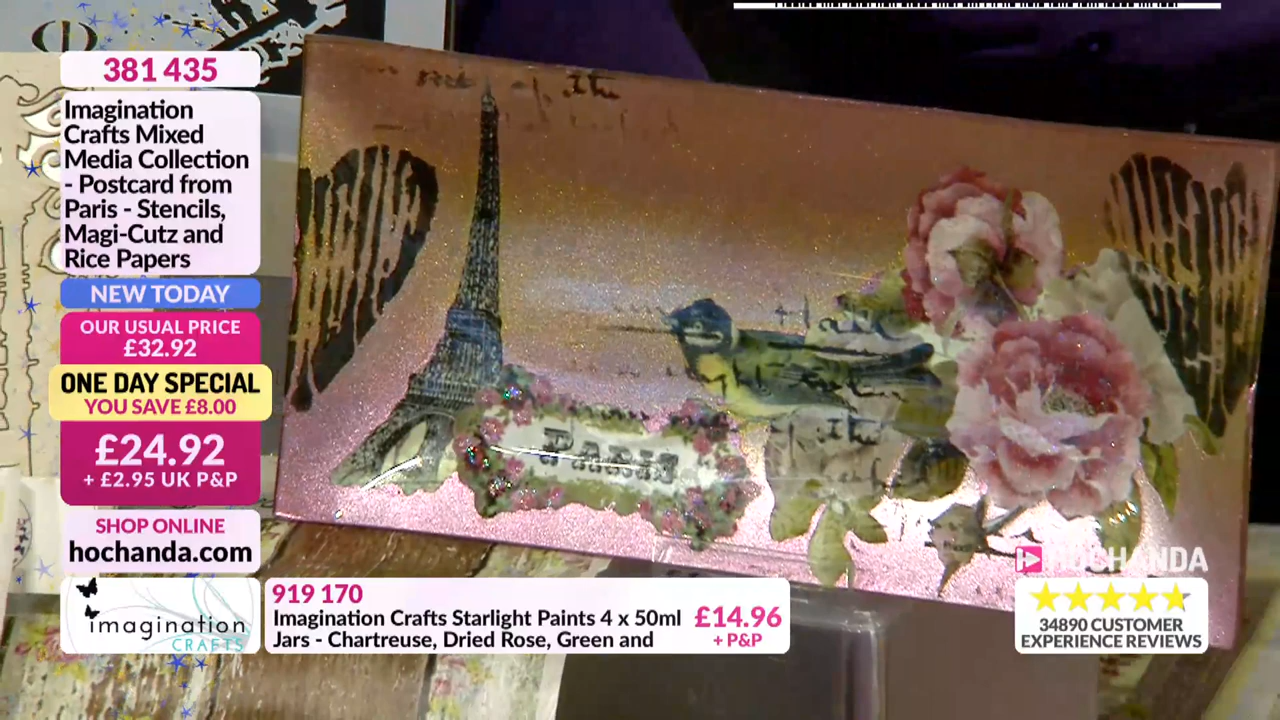 381 435
Imagination
Crafts Mixed
Media Collection
- Postcard from
Paris - Stencils,
Magi-Cutz and
Rice Papers
NEW TODAY
OUR USUAL PRICE
£32.92
ONE DAY SPECIAL
YOU SAVE £8.00
£24.92
+ £2.95 UK P&P
SHOP ONLINE
hochanda.com
imagination
CRAFTS
919 170
Imagination Crafts Starlight Paints 4 x 50ml
Jars - Chartreuse, Dried Rose, Green and
£14.96
+ P&P
PARIS
of the
HOCHANDA
34890 CUSTOMER
EXPERIENCE REVIEWS